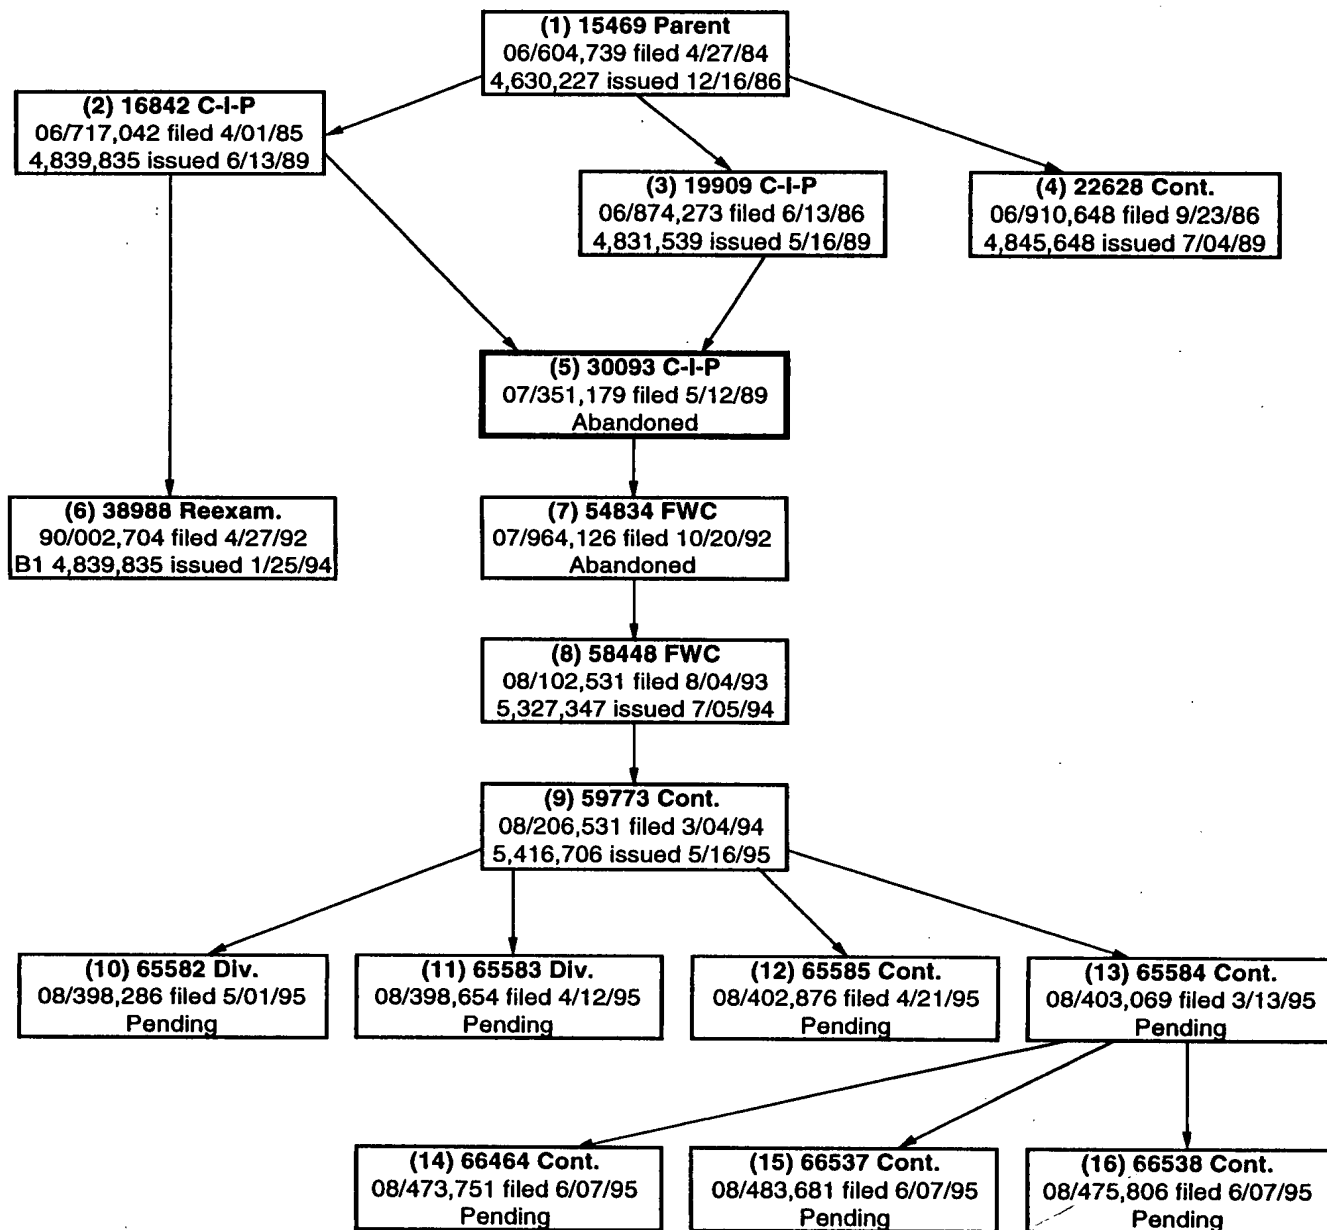 (1) 15469 Parent
06/604,739 filed 4/27/84
4,630,227 issued 12/16/86
(2) 16842 C-I-P
06/717,042 filed 4/01/85
4,839,835 issued 6/13/89
(3) 19909 C-I-P
06/874,273 filed 6/13/86
4,831,539 issued 5/16/89
(4) 22628 Cont.
06/910,648 filed 9/23/86
4,845,648 issued 7/04/89
(5) 30093 C-I-P
07/351,179 filed 5/12/89
Abandoned
(6) 38988 Reexam.
90/002,704 filed 4/27/92
B1 4,839,835 issued 1/25/94
(7) 54834 FWC
07/964,126 filed 10/20/92
Abandoned
(8) 58448 FWC
08/102,531 filed 8/04/93
5,327,347 issued 7/05/94
(9) 59773 Cont.
08/206,531 filed 3/04/94
5,416,706 issued 5/16/95
(10) 65582 Div.
08/398,286 filed 5/01/95
Pending
(11) 65583 Div.
08/398,654 filed 4/12/95
Pending
(12) 65585 Cont.
08/402,876 filed 4/21/95
Pending
(13) 65584 Cont.
08/403,069 filed 3/13/95
Pending
(14) 66464 Cont.
08/473,751 filed 6/07/95
Pending
(15) 66537 Cont.
08/483,681 filed 6/07/95
Pending
(16) 66538 Cont.
08/475,806 filed 6/07/95
Pending